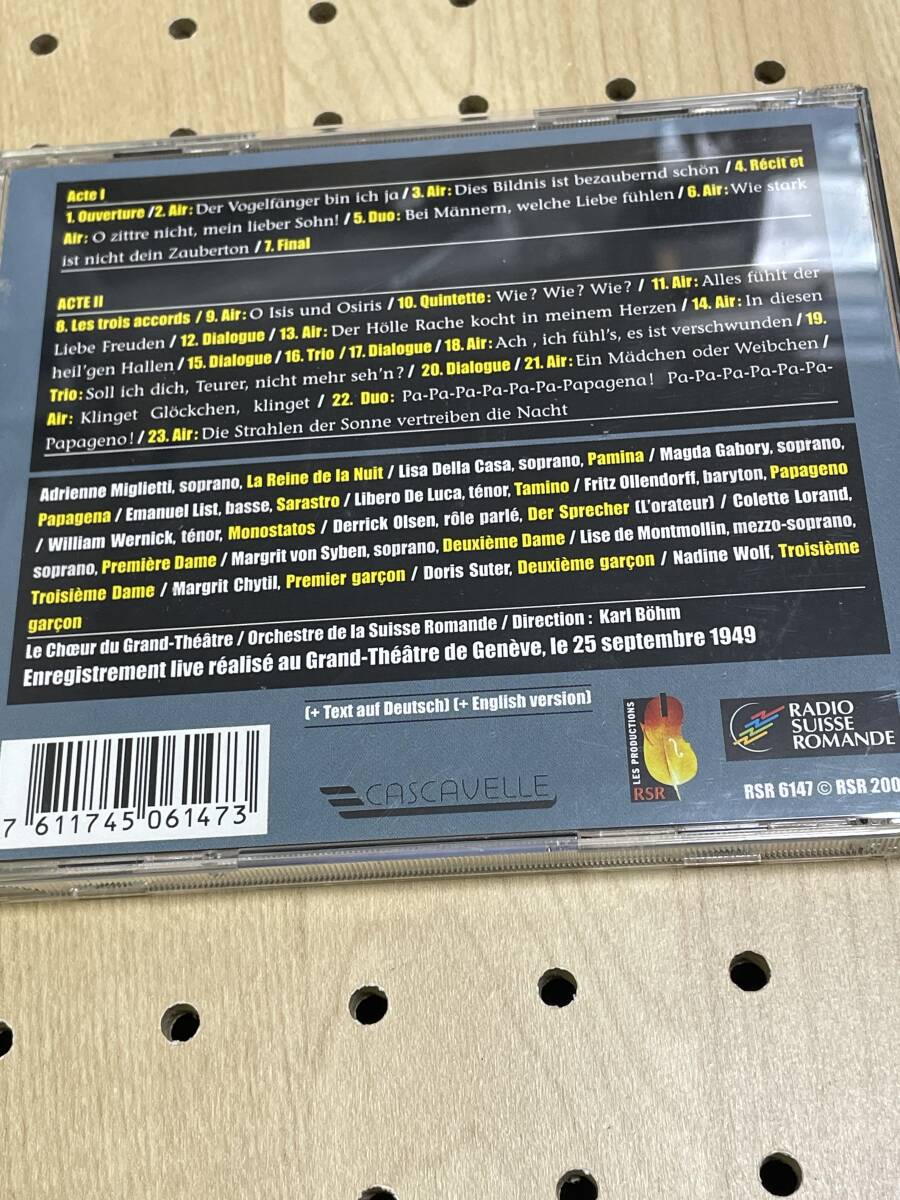 Acte I
1. Ouverture /2. Air: Der Vogelfänger bin ich ja / 3. Air: Dies Bildnis ist bezaubernd schön / 4. Récit et
Air: O zittre nicht, mein lieber Sohn! / 5. Duo: Bei Männern, welche Liebe fühlen / 6. Air: Wie stark
ist nicht dein Zauberton / 7. Final
ACTE II
8. Les trois accords / 9. Air: O Isis und Osiris / 10. Quintette: Wie? Wie? Wie? / 11. Air: Alles fühlt der
Liebe Freuden / 12. Dialogue / 13. Air: Der Hölle Rache kocht in meinem Herzen / 14. Air: In diesen
heil'gen Hallen / 15. Dialogue / 16. Trio / 17. Dialogue / 18. Air: Ach , ich fühl's, es ist verschwunden / 19.
Trio: Soll ich dich, Teurer, nicht mehr seh'n? / 20. Dialogue / 21. Air: Ein Mädchen oder Weibchen /
Air: Klinget Glöckchen, klinget / 22. Duo: Pa-Pa-Pa-Pa-Pa-Pa-Papagena! Pa-Pa-Pa-Pa-Pa-Pa-
Papageno! / 23. Air: Die Strahlen der Sonne vertreiben die Nacht
Adrienne Miglietti, soprano, La Reine de la Nuit / Lisa Della Casa, soprano, Pamina / Magda Gabory, soprano,
Papagena / Emanuel List, basse, Sarastro / Libero De Luca, ténor, Tamino / Fritz Ollendorff, baryton, Papageno
/ William Wernick, ténor, Monostatos / Derrick Olsen, rôle parlé, Der Sprecher (L'orateur) / Colette Lorand,
soprano, Première Dame / Margrit von Syben, soprano, Deuxième Dame / Lise de Montmollin, mezzo-soprano,
Troisième Dame / Margrit Chytil, Premier garçon / Doris Suter, Deuxième garçon / Nadine Wolf, Troisième
garçon
Le Chœur du Grand-Théâtre / Orchestre de la Suisse Romande / Direction : Karl Böhm
Enregistrement live réalisé au Grand-Théâtre de Genève, le 25 septembre 1949
(+ Text auf Deutsch) (+ English version)
LES PRODUCTIONS
RSR
RADIO
SUISSE
ROMANDE
CASCAVELLE
RSR 6147 © RSR 200
7 611745 061473